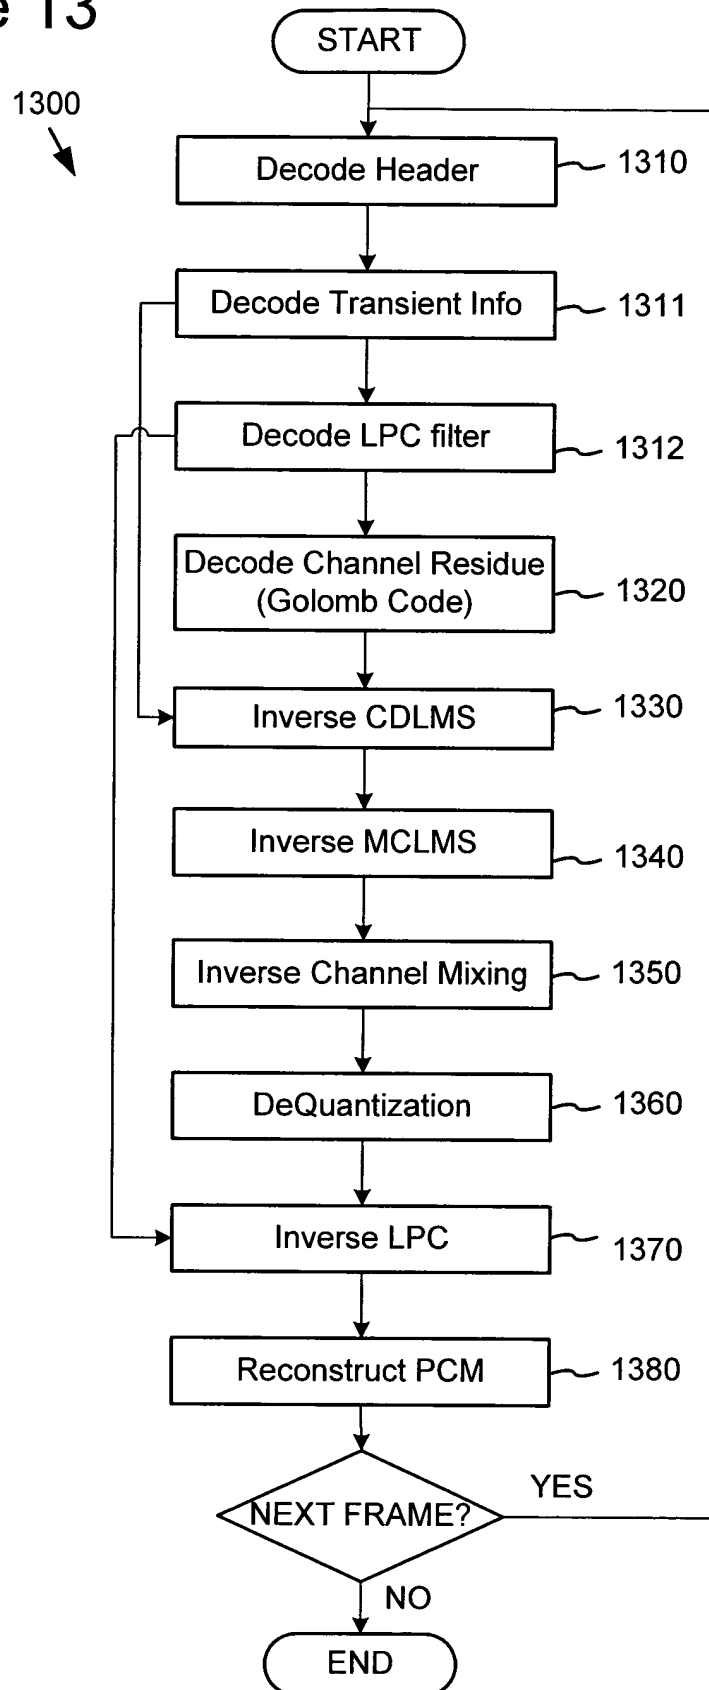 e 13
START
1300
Decode Header
1310
Decode Transient Info
1311
Decode LPC filter
1312
Decode Channel Residue
(Golomb Code)
1320
Inverse CDLMS
1330
Inverse MCLMS
1340
Inverse Channel Mixing
1350
DeQuantization
1360
Inverse LPC
1370
Reconstruct PCM
1380
NEXT FRAME?
YES
NO
END